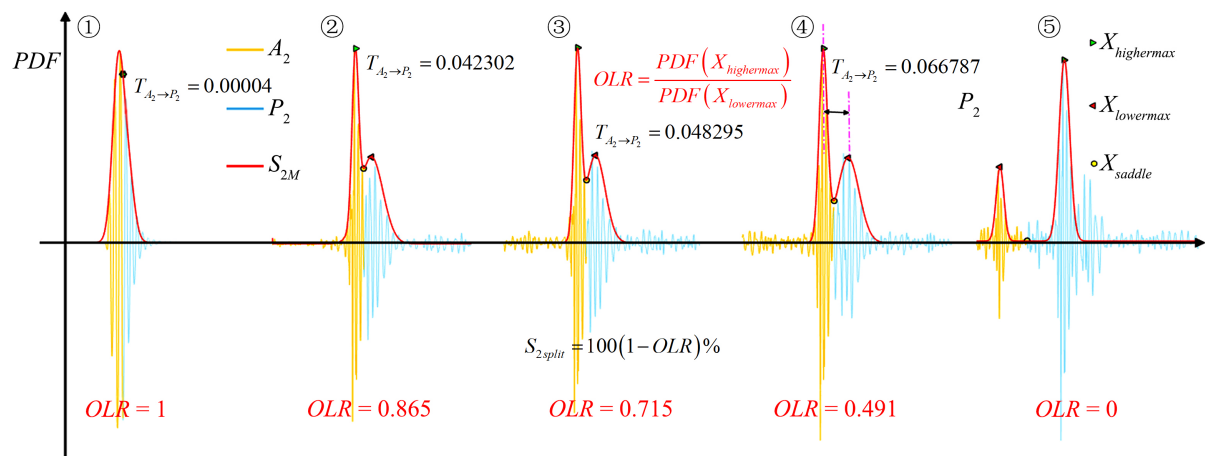 ① ② ③ ④ ⑤
PDF
A₂
P₂
S₂M
T_{A₂→P₂} = 0.00004
T_{A₂→P₂} = 0.042302
OLR = PDF(X_{highermax}) / PDF(X_{lowermax})
T_{A₂→P₂} = 0.048295
T_{A₂→P₂} = 0.066787
P₂
X_{highermax}
X_{lowermax}
X_{saddle}
S_{2split} = 100(1−OLR)%
OLR = 1
OLR = 0.865
OLR = 0.715
OLR = 0.491
OLR = 0